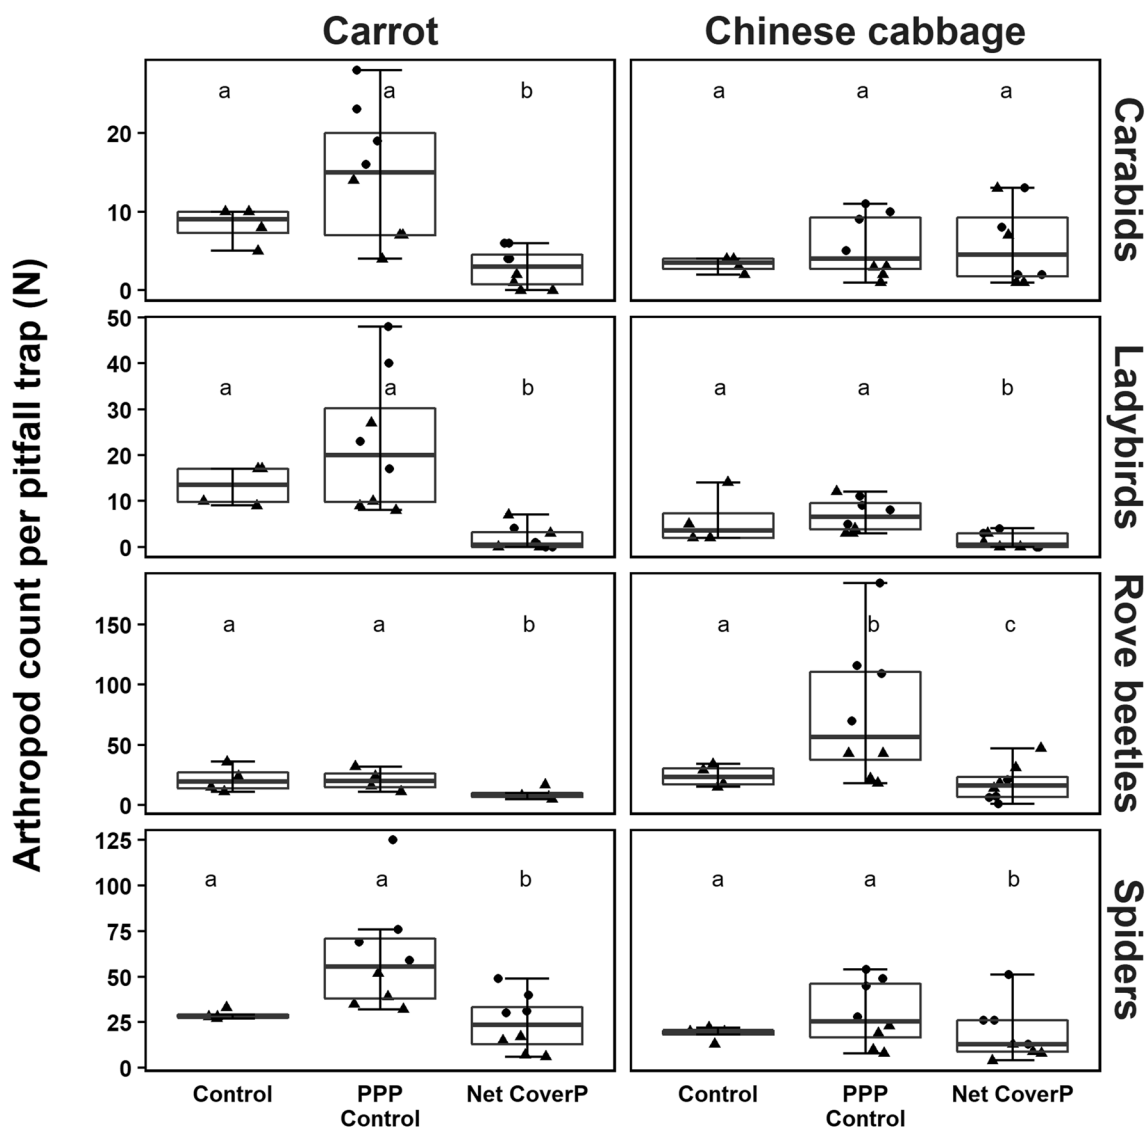 Carrot
Chinese cabbage
Arthropod count per pitfall trap (N)
a a b
a a a
20
10
0
Carabids
a a b
a a b
50
40
30
20
10
0
Ladybirds
a a b
a b c
150
100
50
0
Rove beetles
a a b
a a b
125
100
75
50
25
0
Spiders
Control
PPP
Control
Net CoverP
Control
PPP
Control
Net CoverP